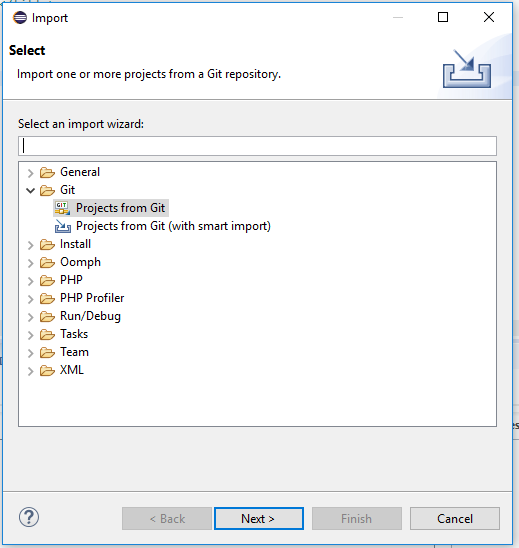 Import
Select
Import one or more projects from a Git repository.
Select an import wizard:
General
Git
GIT
Projects from Git
Projects from Git (with smart import)
Install
Oomph
PHP
PHP Profiler
Run/Debug
Tasks
Team
XML
< Back
Next >
Finish
Cancel